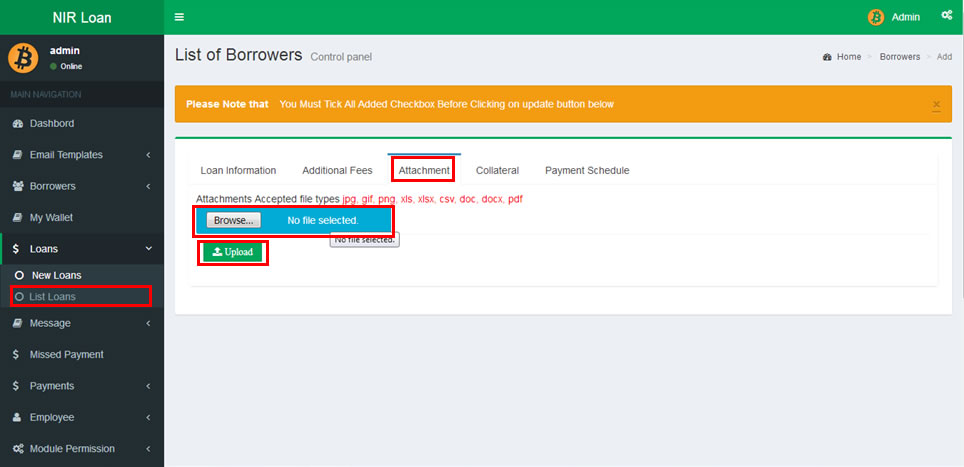 NIR Loan
Admin
admin
Online
MAIN NAVIGATION
Dashbord
Email Templates
Borrowers
My Wallet
Loans
New Loans
List Loans
Message
Missed Payment
Payments
Employee
Module Permission
List of Borrowers Control panel
Home > Borrowers > Add
Please Note that You Must Tick All Added Checkbox Before Clicking on update button below ×
Loan Information Additional Fees Attachment Collateral Payment Schedule
Attachments Accepted file types jpg, gif, png, xls, xlsx, csv, doc, docx, pdf
Browse... No file selected.
No file selected.
Upload